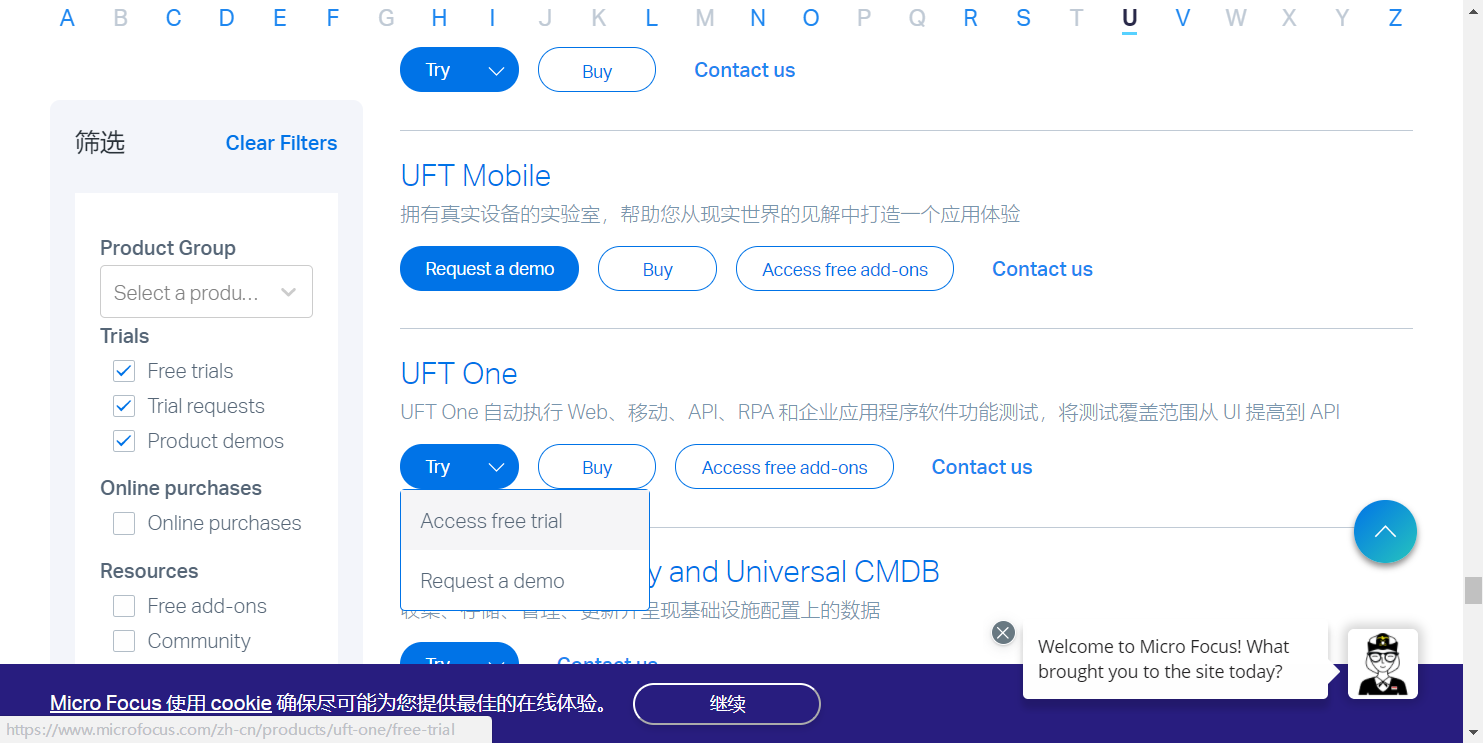 A B C D E F G H I J K L M N O P Q R S T U V W X Y Z
Try Buy Contact us
筛选 Clear Filters
Product Group
Select a produ...
Trials
Free trials
Trial requests
Product demos
Online purchases
Online purchases
Resources
Free add-ons
Community
UFT Mobile
拥有真实设备的实验室，帮助您从现实世界的见解中打造一个应用体验
Request a demo Buy Access free add-ons Contact us
UFT One
UFT One 自动执行 Web、移动、API、RPA 和企业应用程序软件功能测试，将测试覆盖范围从 UI 提高到 API
Try Buy Access free add-ons Contact us
Access free trial
Request a demo
y and Universal CMDB
收集、存储、管理、更新并呈现基础设施配置上的数据
Try Contact us
Welcome to Micro Focus! What
brought you to the site today?
Micro Focus 使用 cookie 确保尽可能为您提供最佳的在线体验。 继续
https://www.microfocus.com/zh-cn/products/uft-one/free-trial